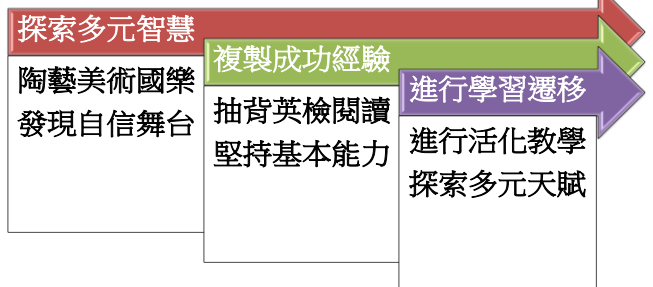 探索多元智慧
陶藝美術國樂
發現自信舞台
複製成功經驗
抽背英檢閱讀
堅持基本能力
進行學習遷移
進行活化教學
探索多元天賦